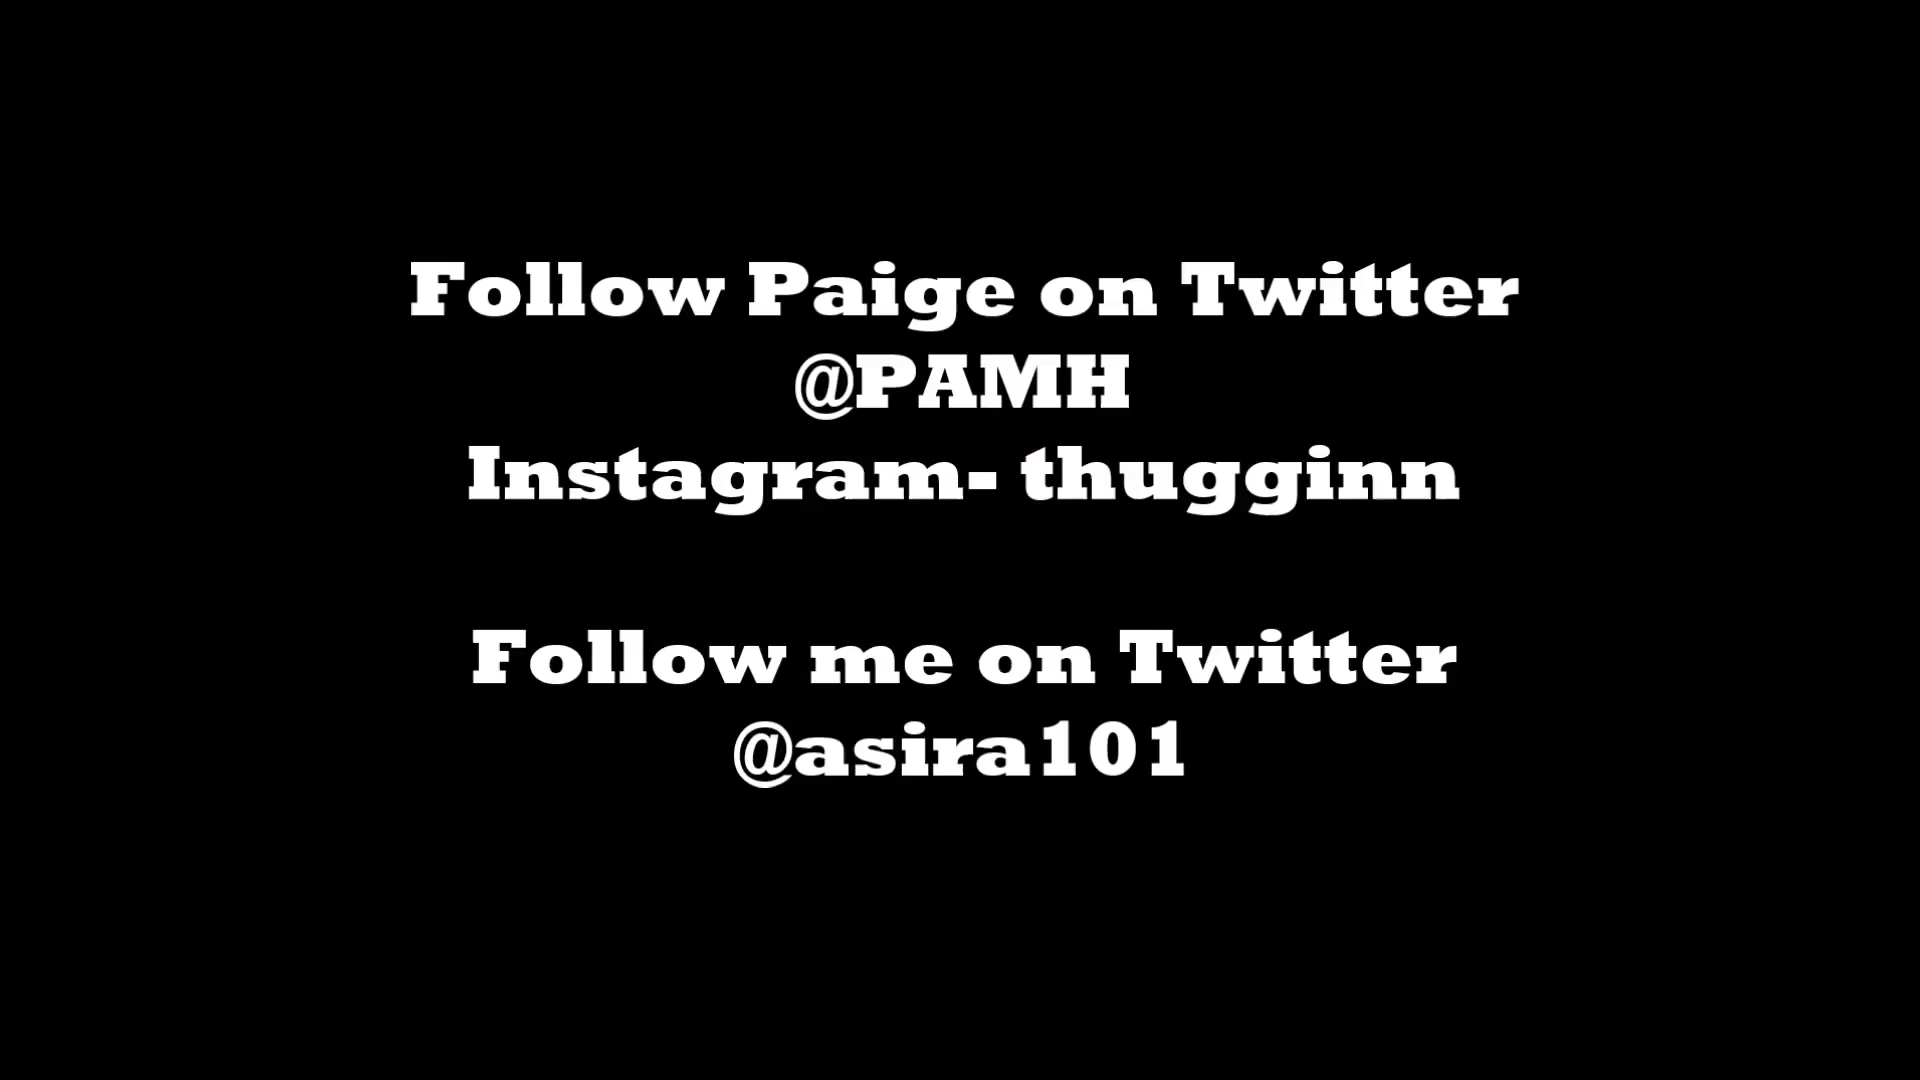 Follow Paige on Twitter
@PAMH
Instagram- thugginn
Follow me on Twitter
@asira101